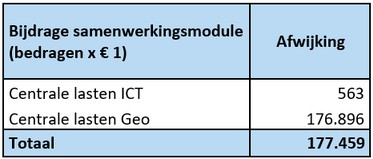 Bijdrage samenwerkingsmodule
(bedragen x € 1) Afwijking
Centrale lasten ICT 563
Centrale lasten Geo 176.896
Totaal 177.459